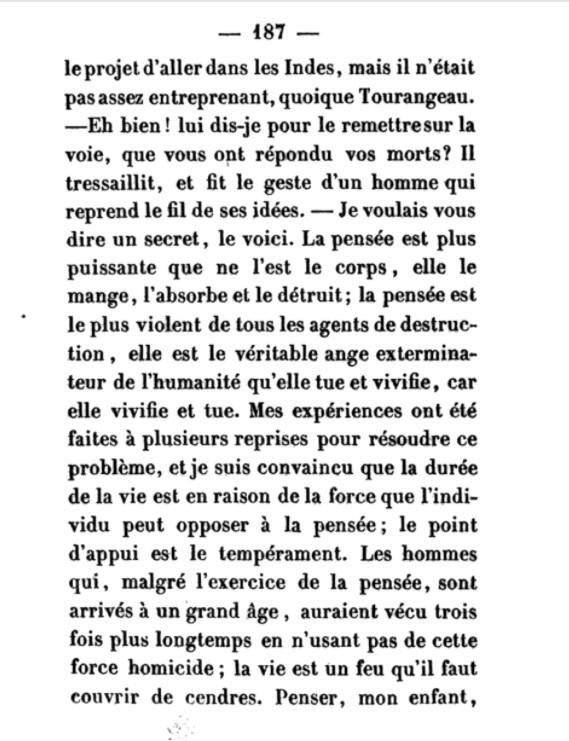 — 187 —
le projet d'aller dans les Indes, mais il n'était
pas assez entreprenant, quoique Tourangeau.
—Eh bien! lui dis-je pour le remettre sur la
voie, que vous ont répondu vos morts? Il
tressaillit, et fit le geste d'un homme qui
reprend le fil de ses idées. — Je voulais vous
dire un secret, le voici. La pensée est plus
puissante que ne l'est le corps, elle le
mange, l'absorbe et le détruit; la pensée est
le plus violent de tous les agents de destruc-
tion, elle est le véritable ange extermina-
teur de l'humanité qu'elle tue et vivifie, car
elle vivifie et tue. Mes expériences ont été
faites à plusieurs reprises pour résoudre ce
problème, et je suis convaincu que la durée
de la vie est en raison de la force que l'indi-
vidu peut opposer à la pensée; le point
d'appui est le tempérament. Les hommes
qui, malgré l'exercice de la pensée, sont
arrivés à un grand âge, auraient vécu trois
fois plus longtemps en n'usant pas de cette
force homicide; la vie est un feu qu'il faut
couvrir de cendres. Penser, mon enfant,